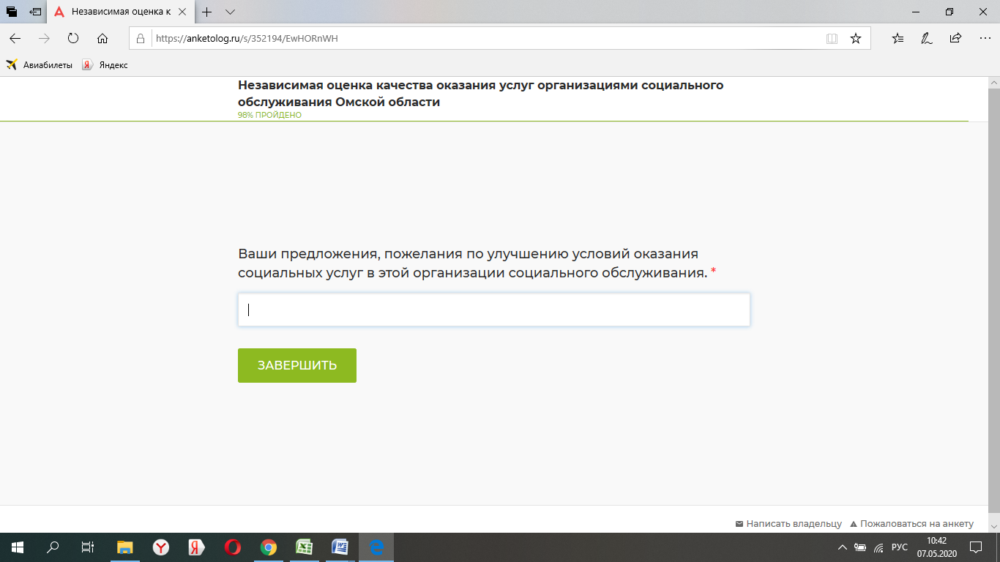 Независимая оценка к
https://anketolog.ru/s/352194/EwHORnWH
Авиабилеты
Яндекс
Независимая оценка качества оказания услуг организациями социального
обслуживания Омской области
98% ПРОЙДЕНО
Ваши предложения, пожелания по улучшению условий оказания
социальных услуг в этой организации социального обслуживания. *
ЗАВЕРШИТЬ
Написать владельцу
Пожаловаться на анкету
РУС
10:42
07.05.2020